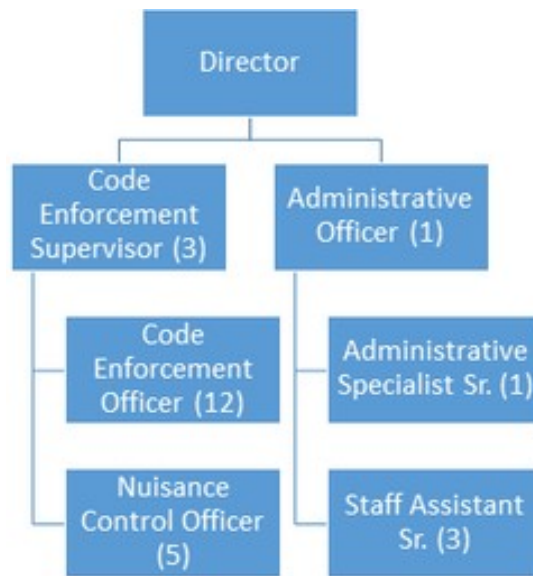 Director
Code
Enforcement
Supervisor (3)
Administrative
Officer (1)
Code
Enforcement
Officer (12)
Administrative
Specialist Sr. (1)
Nuisance
Control Officer
(5)
Staff Assistant
Sr. (3)